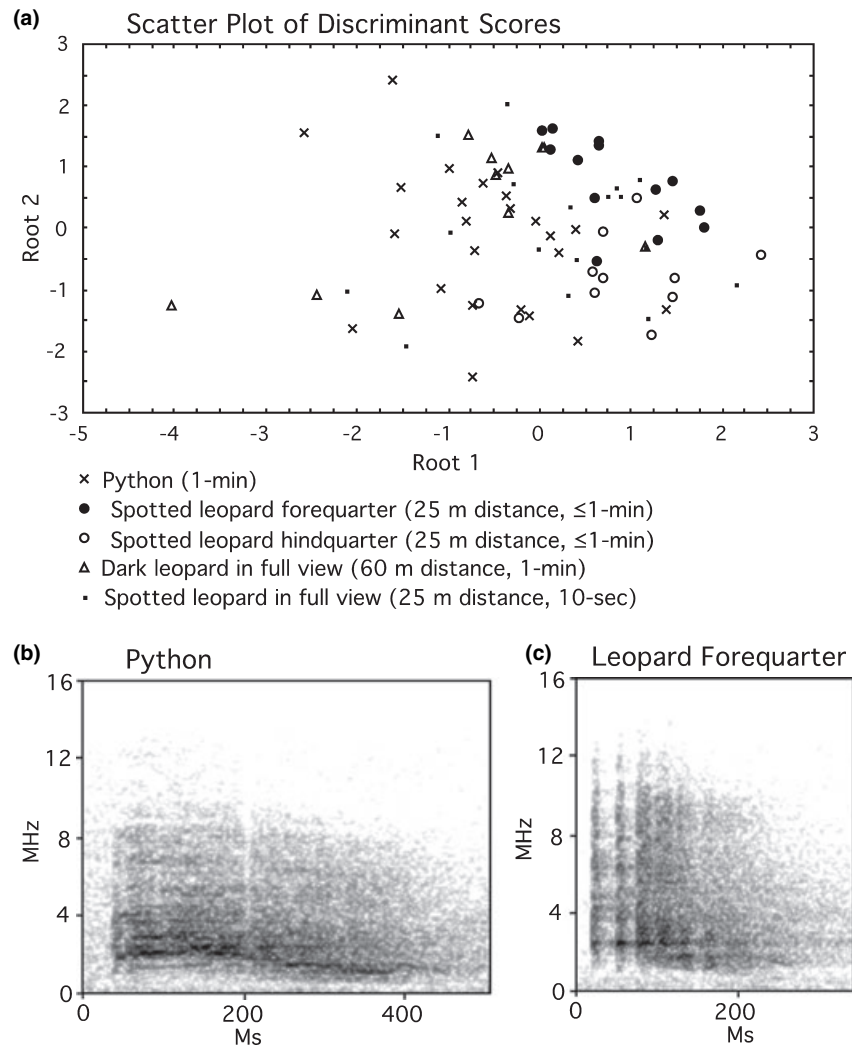 (a) Scatter Plot of Discriminant Scores
3
2
1
0
-1
-2
-3
Root 2
-5 -4 -3 -2 -1 0 1 2 3
Root 1
× Python (1-min)
● Spotted leopard forequarter (25 m distance, ≤1-min)
○ Spotted leopard hindquarter (25 m distance, ≤1-min)
△ Dark leopard in full view (60 m distance, 1-min)
▪ Spotted leopard in full view (25 m distance, 10-sec)
(b) Python
16
12
8
4
0
MHz
0 200 400
Ms
(c) Leopard Forequarter
16
12
8
4
0
MHz
0 200
Ms